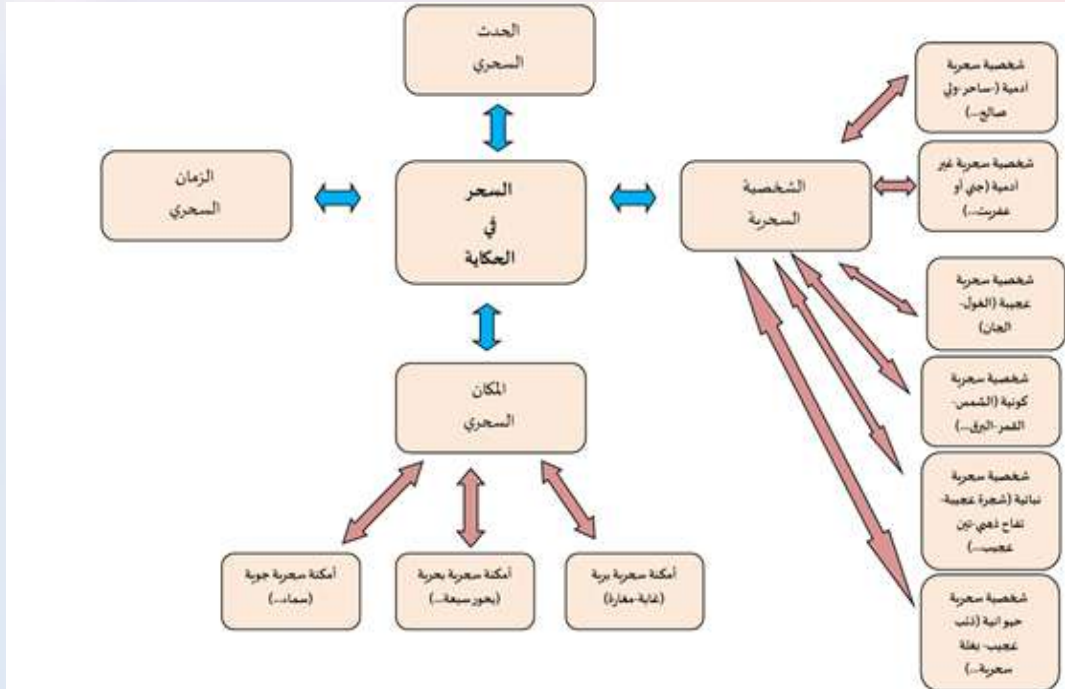 الحدث
السحري
شخصية سحرية
آدمية (-ساحر-ولي
صالح...)
الزمان
السحري
السحر
في
الحكاية
الشخصية
السحرية
شخصية سحرية غير
آدمية (جني أو
عفريت...)
شخصية سحرية
عجيبة (الغول-
الجان)
المكان
السحري
شخصية سحرية
كونية (الشمس-
القمر-البرق...)
شخصية سحرية
نباتية (شجرة عجيبة-
تفاح ذهبي-تين
عجيب...)
أمكنة سحرية برية
(غابة-مغارة)
أمكنة سحرية بحرية
(بحور سبعة...)
أمكنة سحرية جوية
(سماء...)
شخصية سحرية
حيوانية (ذئب
عجيب- بغلة
سحرية...)